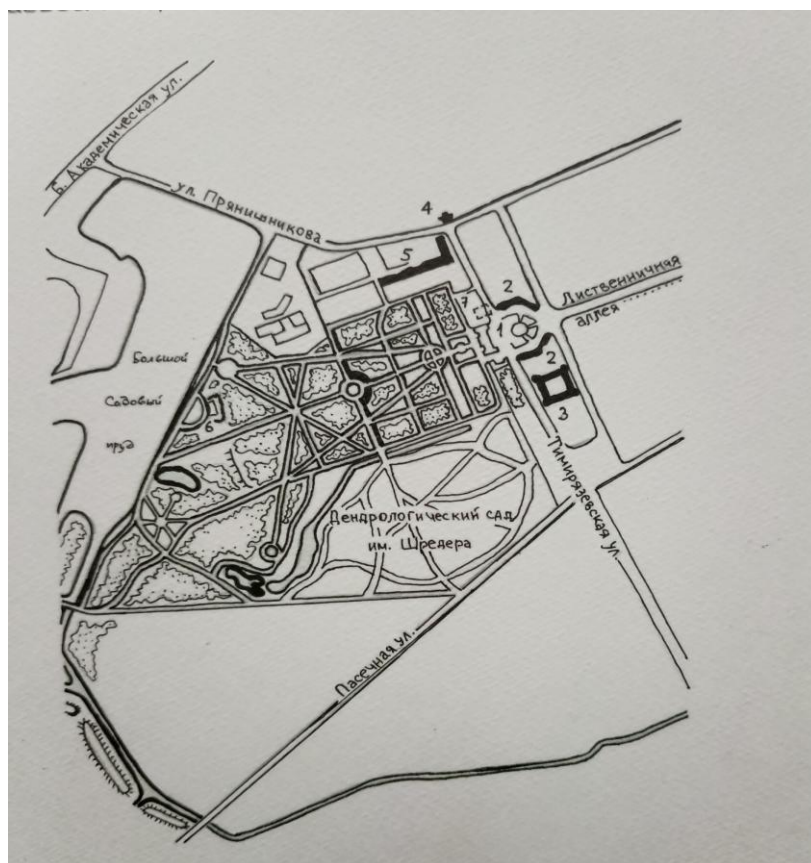 Б. Академическая ул.
ул. Прянишникова
4
5
2
Лиственничная
аллея
7
1
2
3
Большой
Садовый
пруд
6
Тимирязевская ул.
Дендрологический сад
им. Шредера
Пасечная ул.